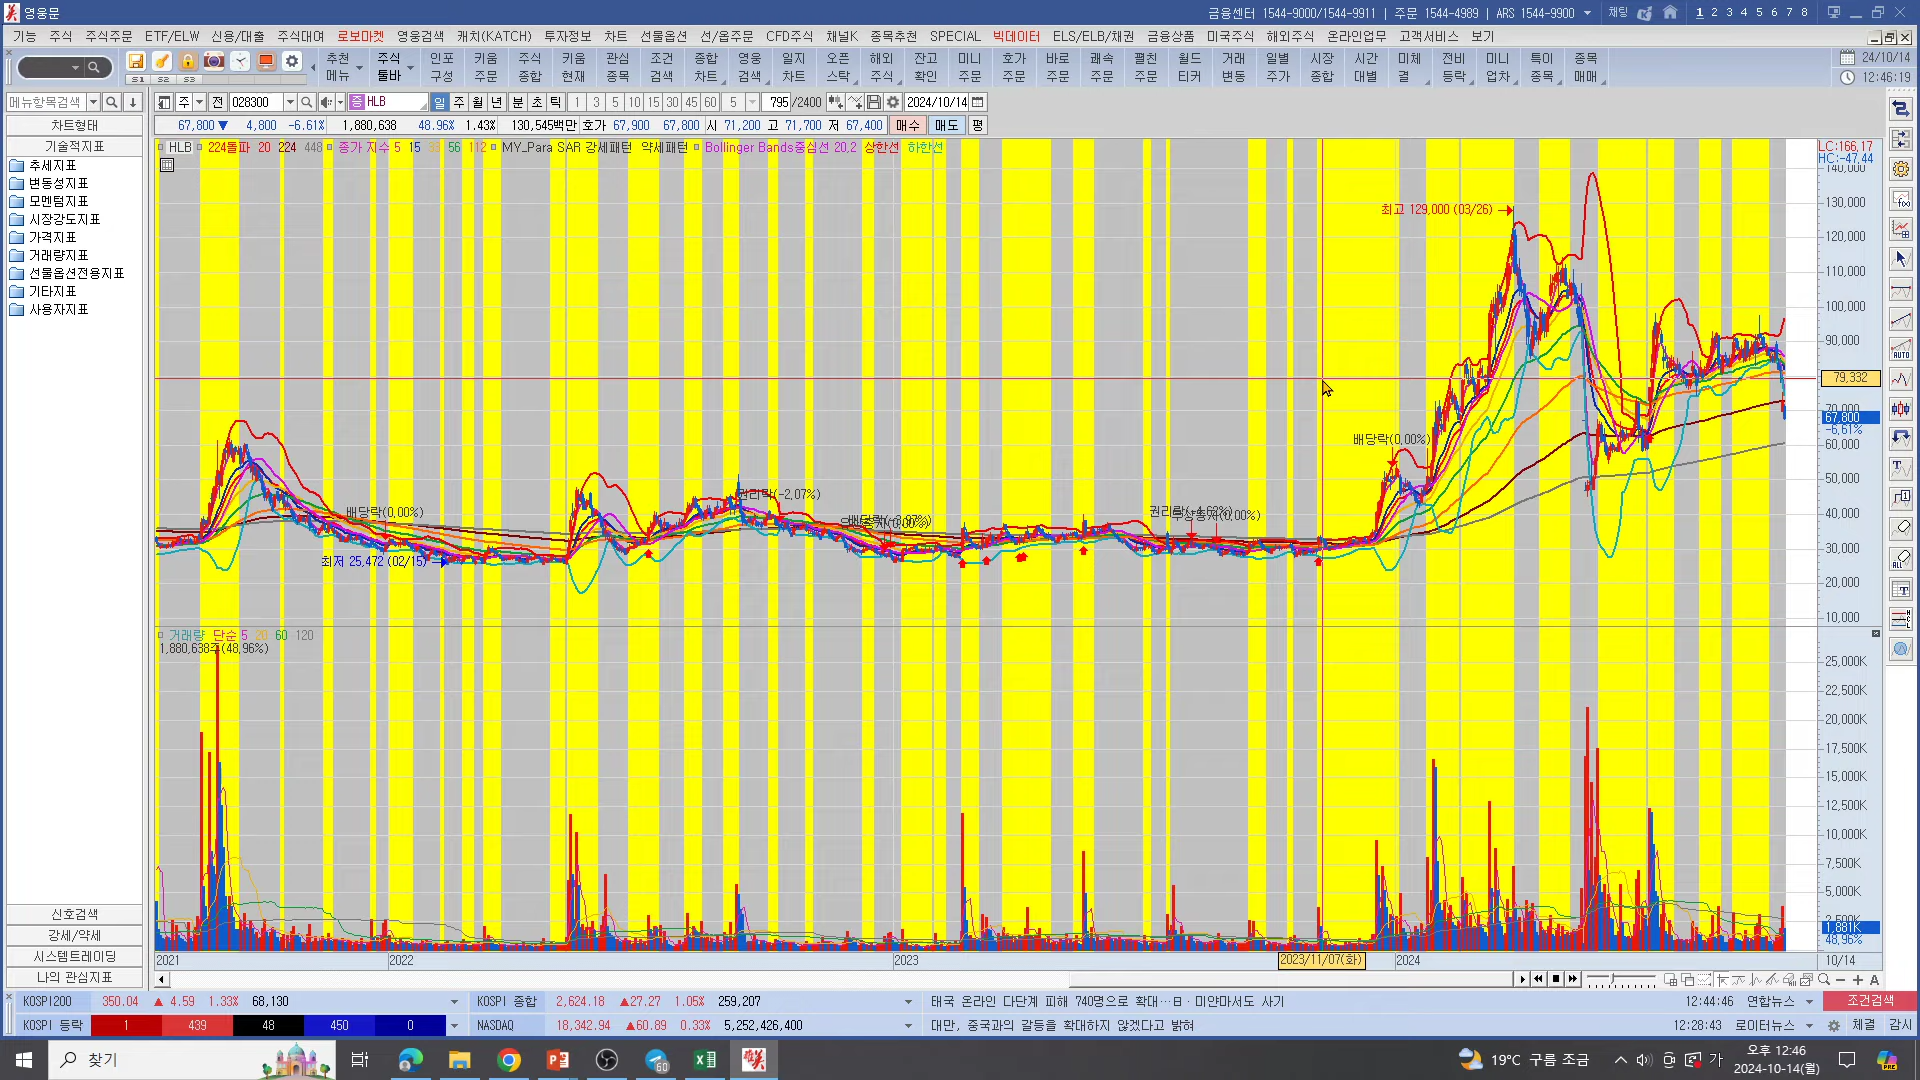 영웅문
금융센터 1544-9000/1544-9911 | 주문 1544-4989 | ARS 1544-9900 채팅 1 2 3 4 5 6 7 8
기능 주식 주식주문 ETF/ELW 신용/대출 주식대여 로보마켓 영웅검색 캐치(KATCH) 투자정보 차트 선물옵션 선/옵주문 CFD주식 채널K 종목추천 SPECIAL 빅데이터 ELS/ELB/채권 금융상품 미국주식 해외주식 온라인업무 고객서비스 보기
S1 S2 S3
추천 주식 인포 키움 주식 키움 관심 조건 종합 영웅 일지 오픈 해외 잔고 미니 호가 바로 쾌속 펼친 월드 거래 일별 시장 시간 미체 전비 미니 특이 종목
메뉴 툴바 구성 주문 종합 현재 종목 검색 차트 검색 차트 스탁 주식 확인 주문 주문 주문 주문 주문 티커 변동 주가 종합 대별 결 등락 업차 종목 매매
24/10/14
12:46:19
메뉴항목검색 주 전 028300 증 HLB 일 주 월 년 분 초 틱 1 3 5 10 15 30 45 60 5 795 /2400 2024/10/14
67,800 ▼ 4,800 -6.61% 1,880,638 48.96% 1.43% 130,545백만 호가 67,900 67,800 시 71,200 고 71,700 저 67,400 매수 매도 평
차트형태
기술적지표
추세지표
변동성지표
모멘텀지표
시장강도지표
가격지표
거래량지표
선물옵션전용지표
기타지표
사용자지표
신호검색
강세/약세
시스템트레이딩
나의 관심지표
HLB 224돌파 20 224 448 종가 지수 5 15 33 56 112 MY_Para SAR 강세패턴 약세패턴 Bollinger Bands중심선 20,2 상한선 하한선
LC:166,17
HC:-47,44
140,000
130,000
120,000
110,000
100,000
90,000
79,332
70,000
67,800
-6,61%
60,000
50,000
40,000
30,000
20,000
10,000
최고 129,000 (03/26)
배당락(0,00%)
권리락(-2,07%)
배당락(0,00%)
최저 25,472 (02/15)
거래량 단순 5 20 60 120
1,880,638주(48,96%)
25,000K
22,500K
20,000K
17,500K
15,000K
12,500K
10,000K
7,500K
5,000K
2,500K
1,881K
48,96%
2021 2022 2023 2023/11/07(화) 2024 10/14
KOSPI200 350.04 ▲ 4.59 1.33% 68,130 KOSPI 종합 2,624.18 ▲27.27 1.05% 259,207 태국 온라인 다단계 피해 740명으로 확대…日·미얀마서도 사기 12:44:46 연합뉴스 조건검색
KOSPI 등락 1 439 48 450 0 NASDAQ 18,342.94 ▲60.89 0.33% 5,252,426,400 대만, 중국과의 갈등을 확대하지 않겠다고 밝혀 12:28:43 로이터뉴스 체결 감시
찾기 19°C 구름 조금 가 오후 12:46
2024-10-14(월)